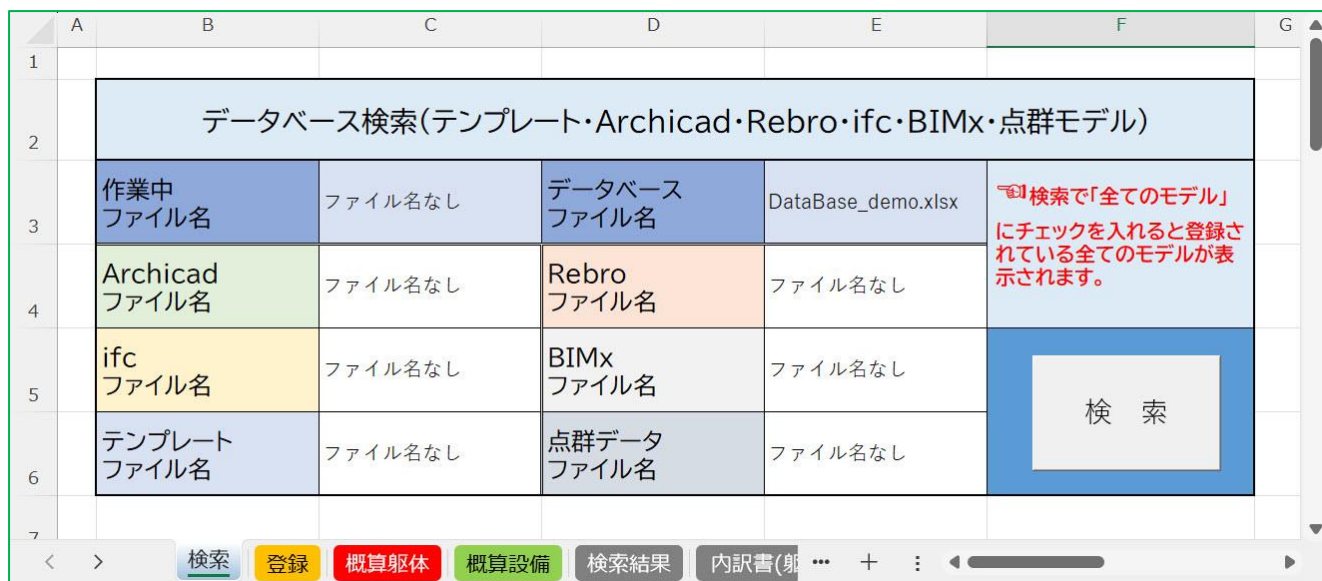 A B C D E F G
1
2
データベース検索(テンプレート・Archicad・Rebro・ifc・BIMx・点群モデル)
3
作業中
ファイル名
ファイル名なし
データベース
ファイル名
DataBase_demo.xlsx
☜検索で「全てのモデル」
にチェックを入れると登録さ
れている全てのモデルが表
示されます。
4
Archicad
ファイル名
ファイル名なし
Rebro
ファイル名
ファイル名なし
5
ifc
ファイル名
ファイル名なし
BIMx
ファイル名
ファイル名なし
検 索
6
テンプレート
ファイル名
ファイル名なし
点群データ
ファイル名
ファイル名なし
7
検索 登録 概算躯体 概算設備 検索結果 内訳書(躯 ••• +